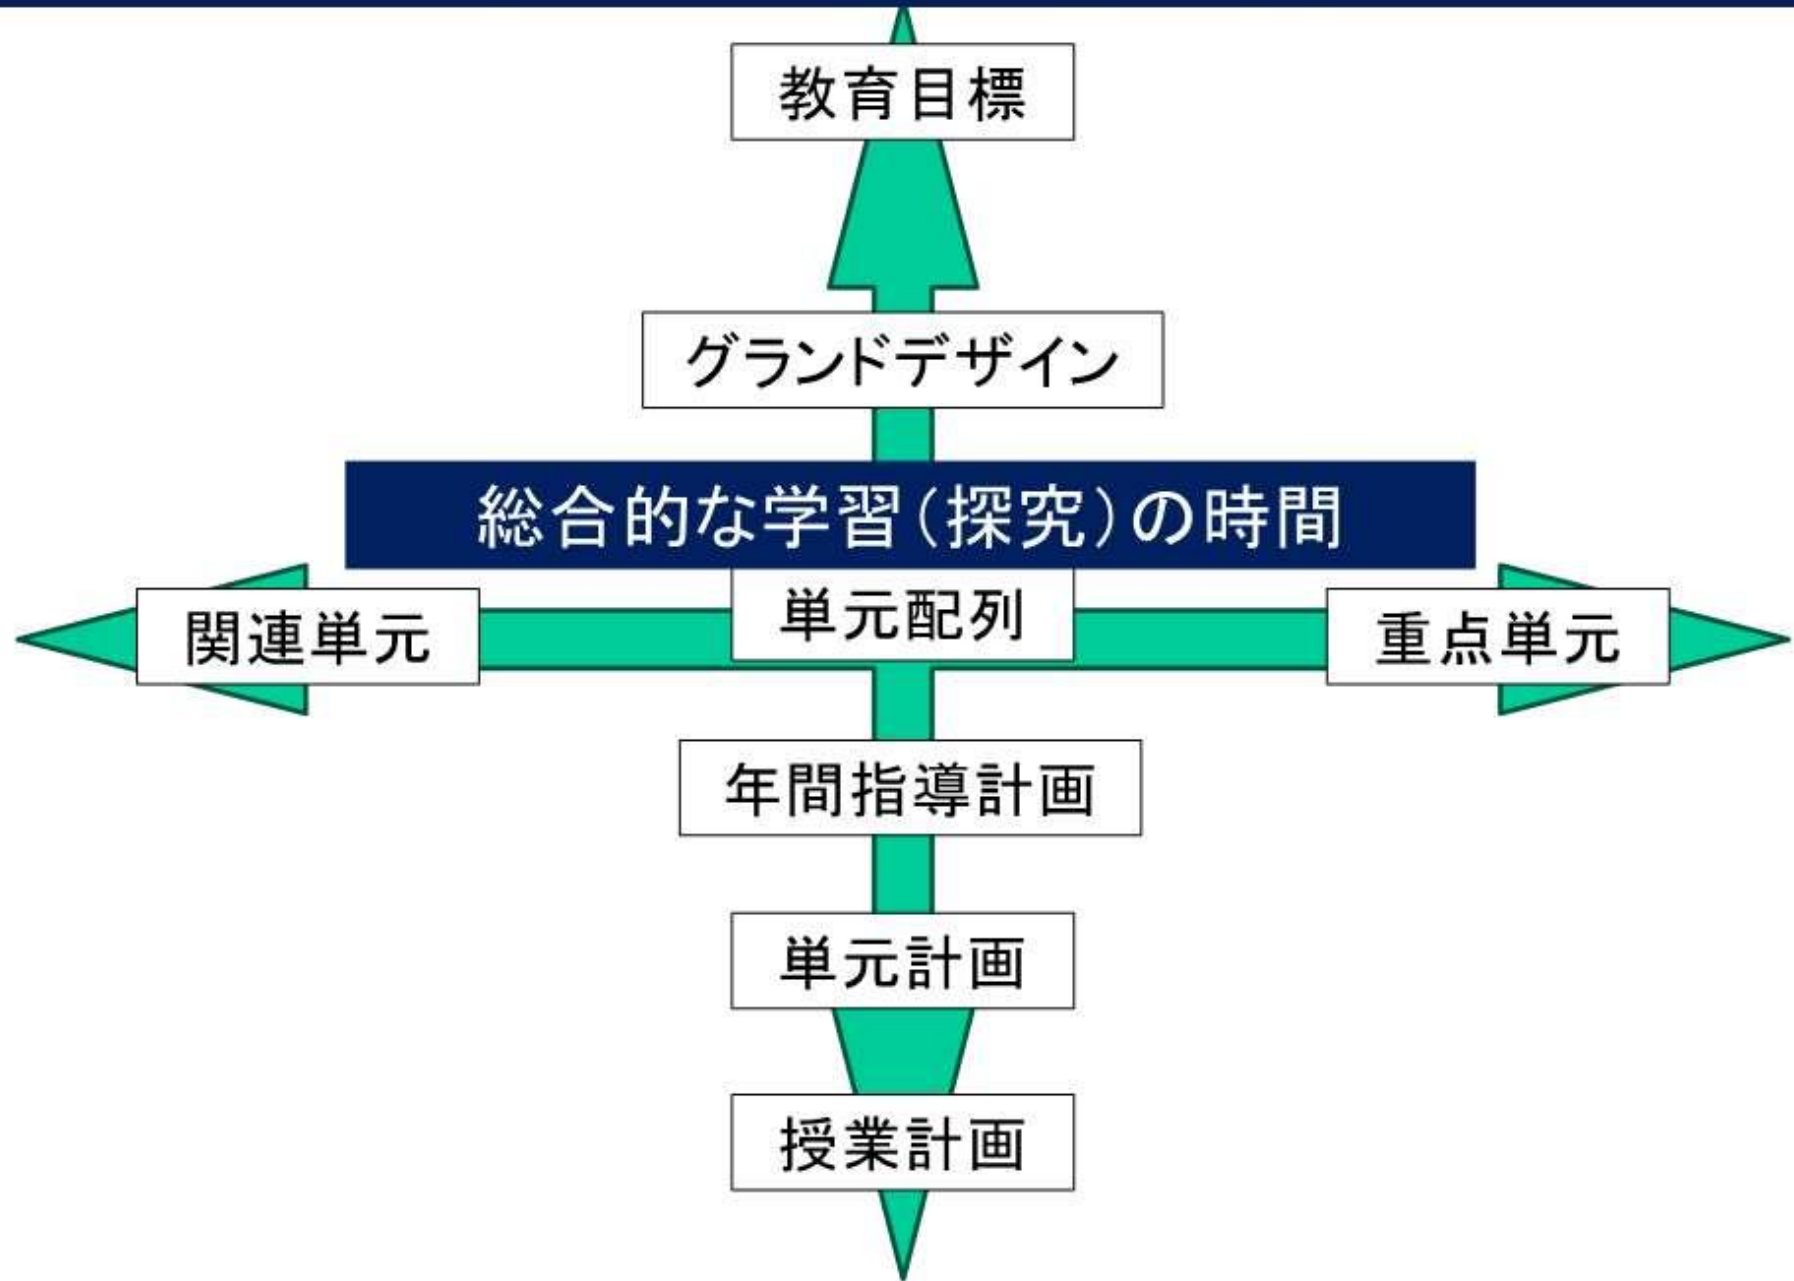 教育目標
グランドデザイン
総合的な学習(探究)の時間
関連単元
単元配列
重点単元
年間指導計画
単元計画
授業計画